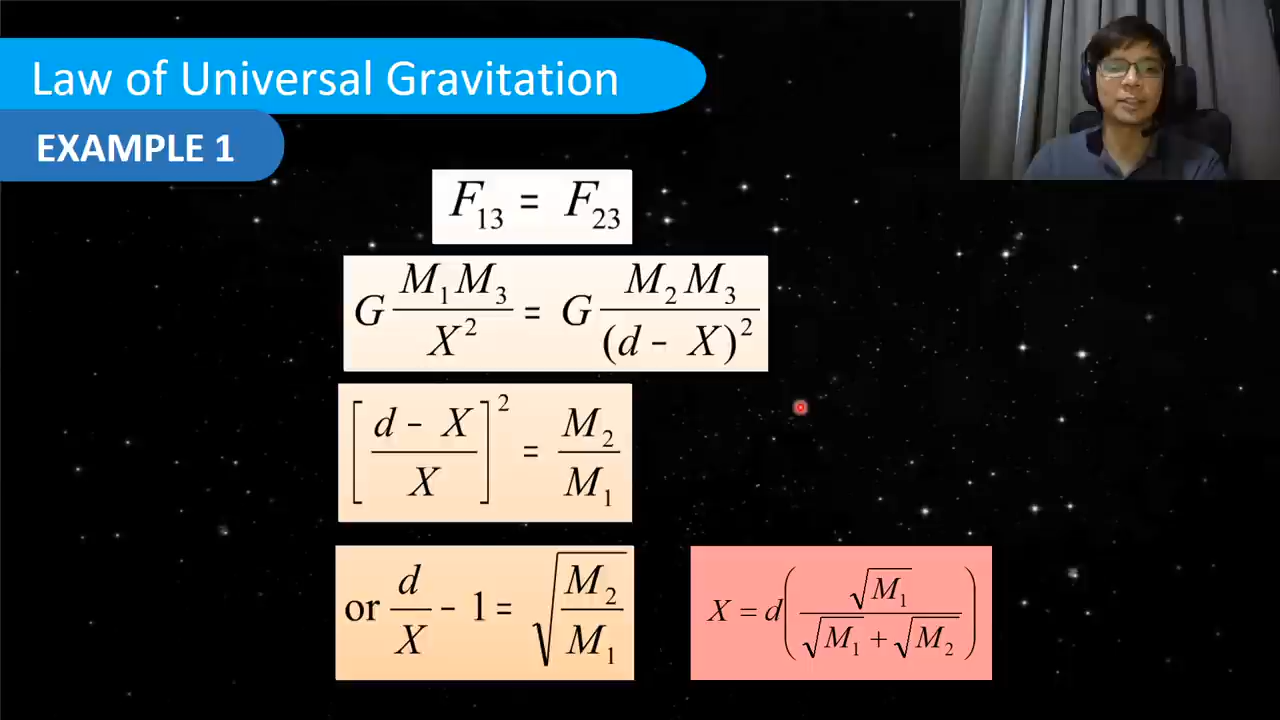 Law of Universal Gravitation
EXAMPLE 1
F₁₃ = F₂₃
G M₁M₃ / X² = G M₂M₃ / (d − X)²
[(d − X) / X]² = M₂ / M₁
or d / X − 1 = √(M₂ / M₁)
X = d(√M₁ / (√M₁ + √M₂))